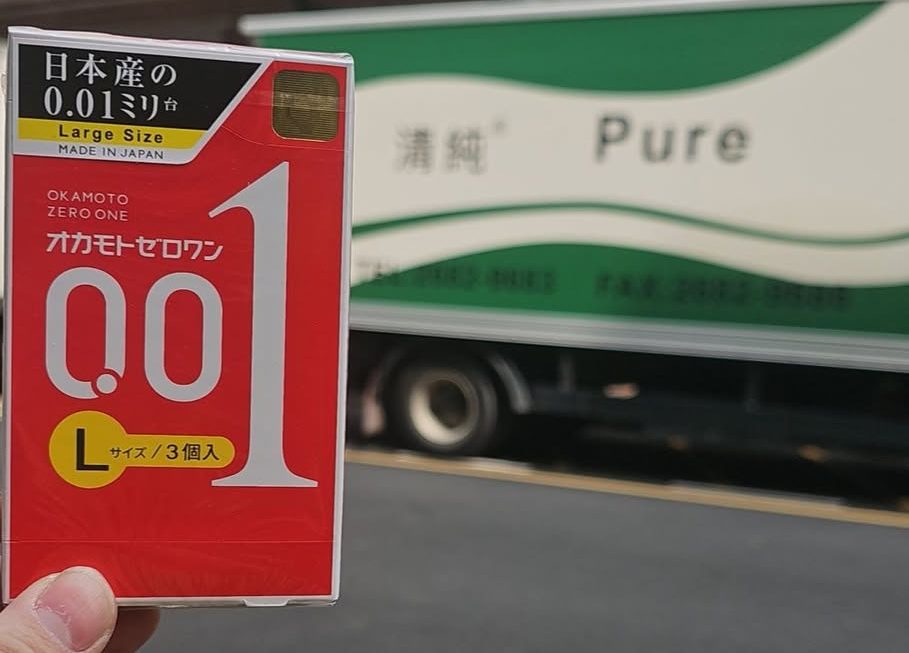 日本産の
0.01ミリ台
Large Size
MADE IN JAPAN
OKAMOTO
ZERO ONE
オカモトゼロワン
0.01
L サイズ/3個入
清純
Pure